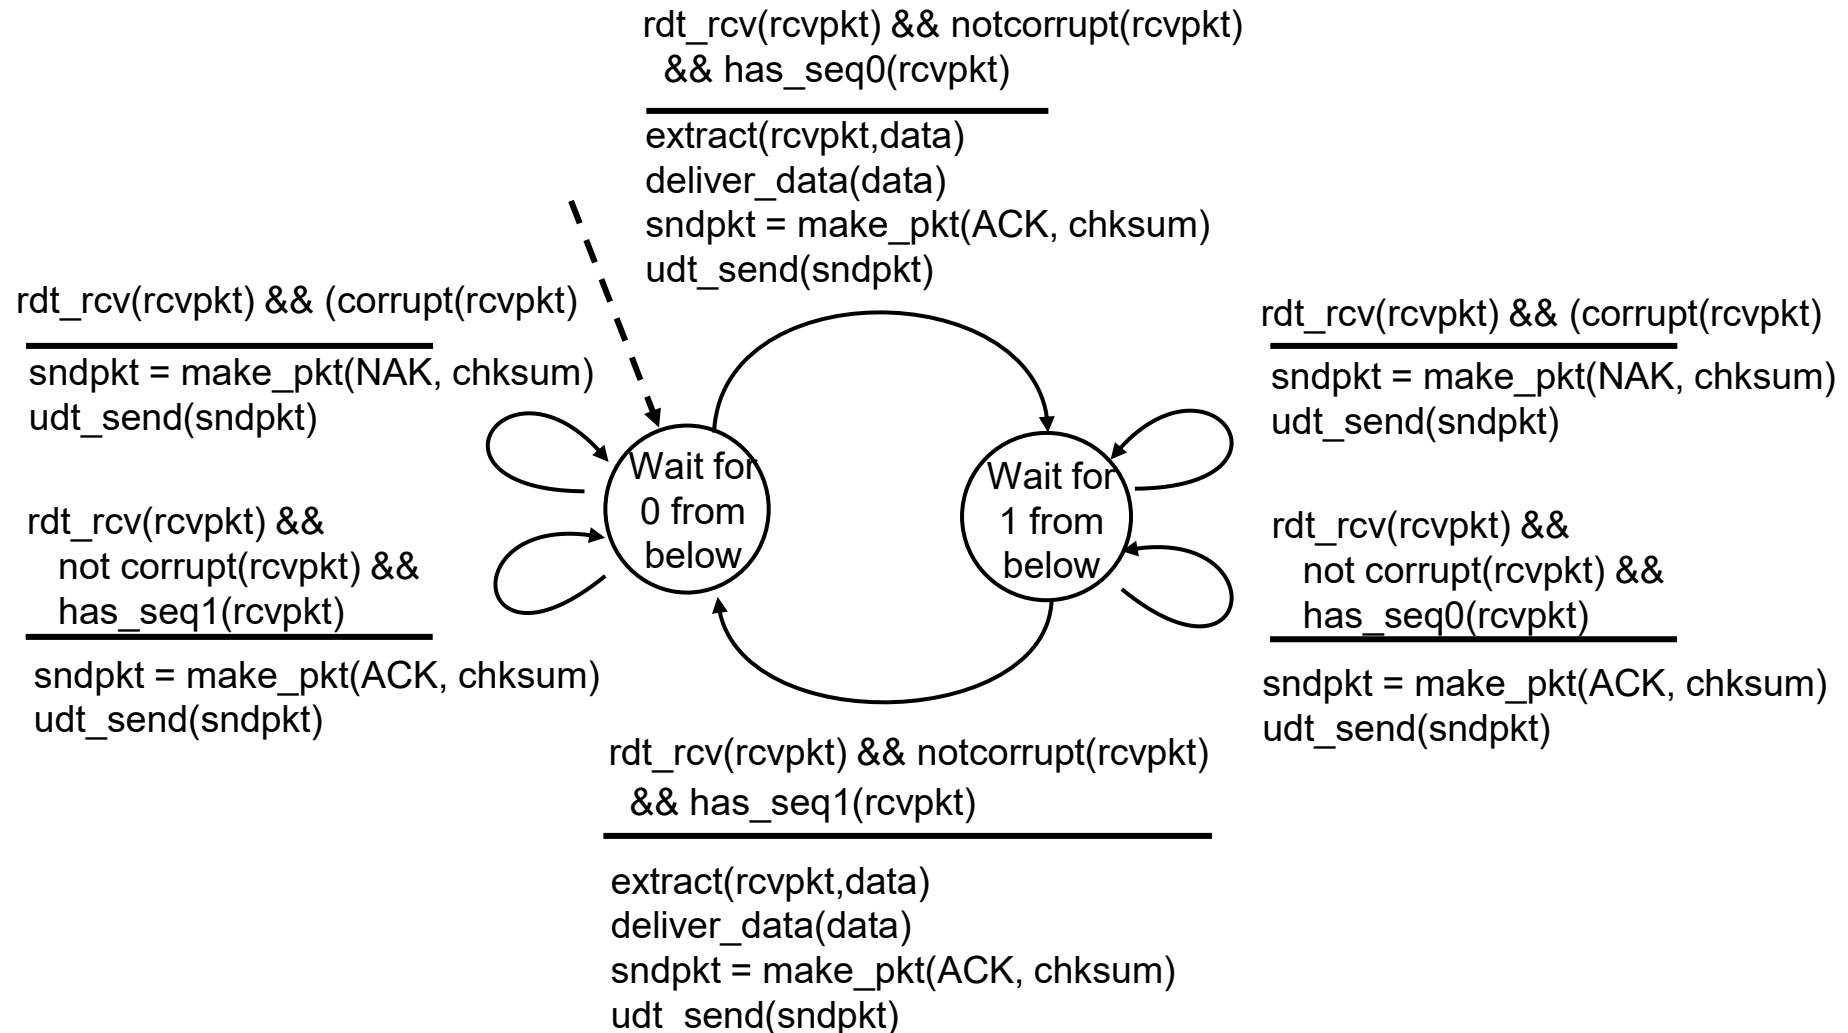 rdt_rcv(rcvpkt) && notcorrupt(rcvpkt)
&& has_seq0(rcvpkt)
extract(rcvpkt,data)
deliver_data(data)
sndpkt = make_pkt(ACK, chksum)
udt_send(sndpkt)
rdt_rcv(rcvpkt) && (corrupt(rcvpkt)
sndpkt = make_pkt(NAK, chksum)
udt_send(sndpkt)
rdt_rcv(rcvpkt) &&
not corrupt(rcvpkt) &&
has_seq1(rcvpkt)
sndpkt = make_pkt(ACK, chksum)
udt_send(sndpkt)
Wait for
0 from
below
Wait for
1 from
below
rdt_rcv(rcvpkt) && (corrupt(rcvpkt)
sndpkt = make_pkt(NAK, chksum)
udt_send(sndpkt)
rdt_rcv(rcvpkt) &&
not corrupt(rcvpkt) &&
has_seq0(rcvpkt)
sndpkt = make_pkt(ACK, chksum)
udt_send(sndpkt)
rdt_rcv(rcvpkt) && notcorrupt(rcvpkt)
&& has_seq1(rcvpkt)
extract(rcvpkt,data)
deliver_data(data)
sndpkt = make_pkt(ACK, chksum)
udt_send(sndpkt)